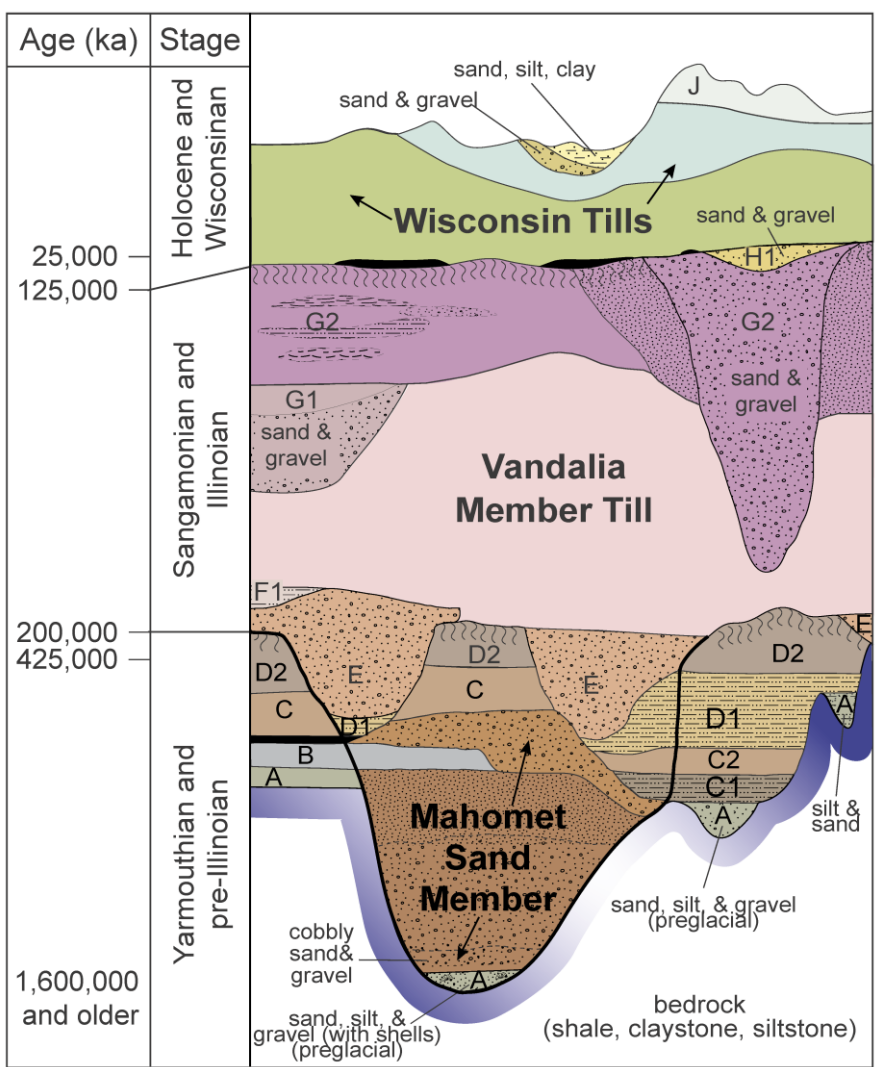 Age (ka)
Stage
Holocene and
Wisconsinan
25,000
125,000
Sangamonian and
Illinoian
200,000
425,000
Yarmouthian and
pre-Illinoian
1,600,000
and older
sand, silt, clay
sand & gravel
J
Wisconsin Tills
sand & gravel
H1
G2
G2
sand &
gravel
G1
sand &
gravel
Vandalia
Member Till
F1
E
D2
D2
D2
E
E
C
C
D1
D1
B
C2
A
C1
A
A
silt &
sand
Mahomet
Sand
Member
sand, silt, & gravel
(preglacial)
cobbly
sand&
gravel
A
sand, silt, &
gravel (with shells)
(preglacial)
bedrock
(shale, claystone, siltstone)